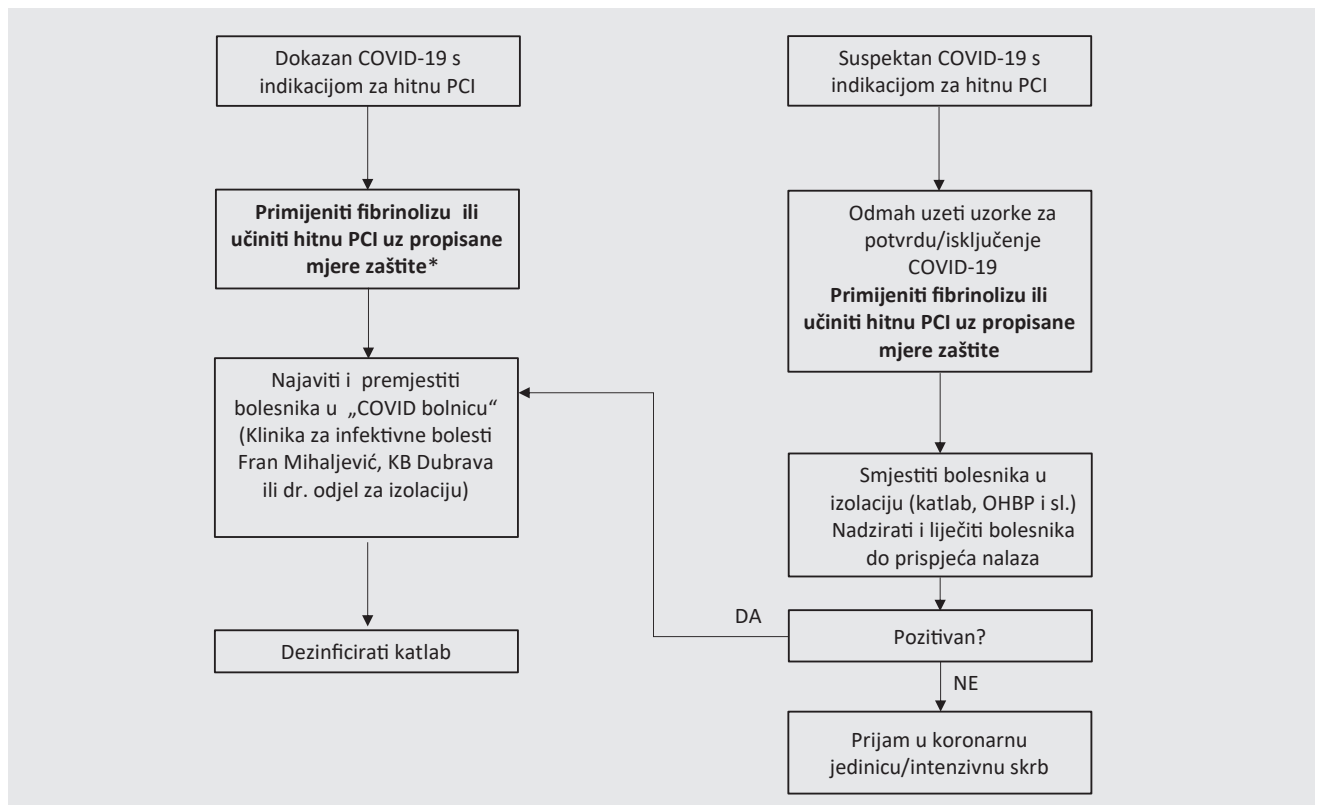 Dokazan COVID-19 s
indikacijom za hitnu PCI
Primijeniti fibrinolizu ili
učiniti hitnu PCI uz propisane
mjere zaštite*
Najaviti i premjestiti
bolesnika u „COVID bolnicu“
(Klinika za infektivne bolesti
Fran Mihaljević, KB Dubrava
ili dr. odjel za izolaciju)
Dezinficirati katlab
Suspektan COVID-19 s
indikacijom za hitnu PCI
Odmah uzeti uzorke za
potvrdu/isključenje
COVID-19
Primijeniti fibrinolizu ili
učiniti hitnu PCI uz propisane
mjere zaštite
Smjestiti bolesnika u
izolaciju (katlab, OHBP i sl.)
Nadzirati i liječiti bolesnika
do prispjeća nalaza
Pozitivan?
DA
NE
Prijam u koronarnu
jedinicu/intenzivnu skrb